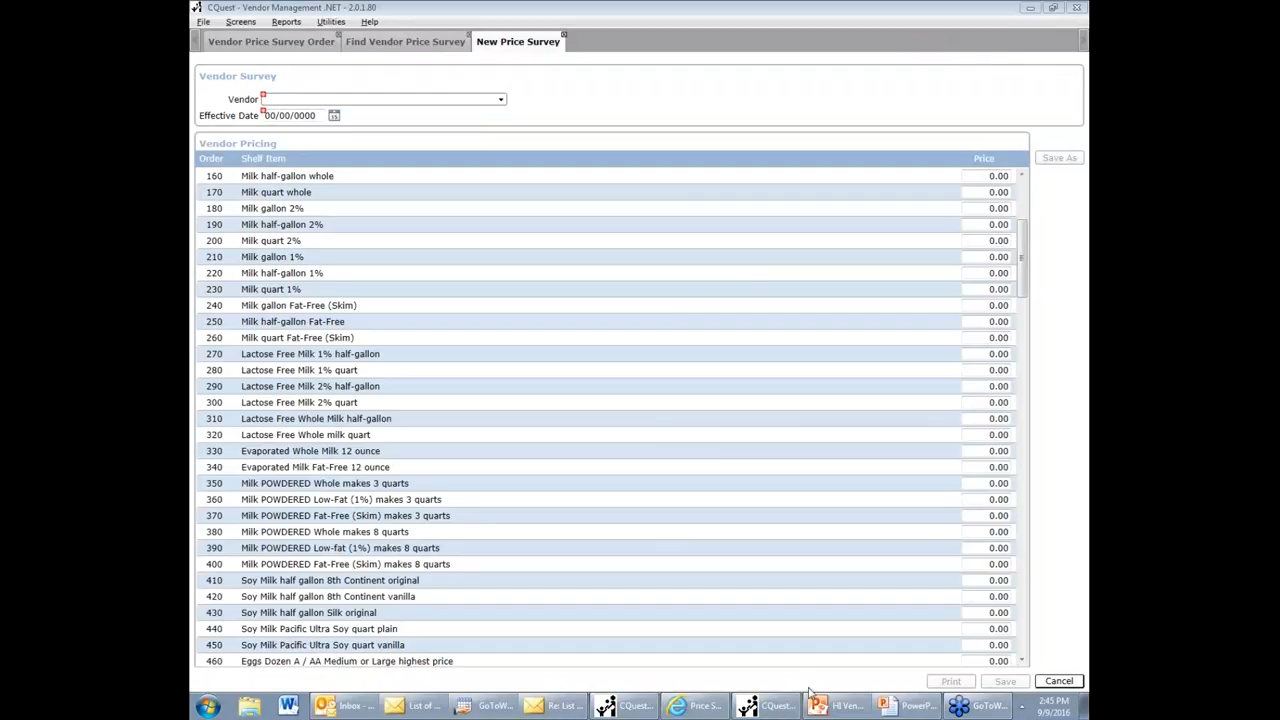 CQuest - Vendor Management .NET - 2.0.1.80
File Screens Reports Utilities Help
Vendor Price Survey Order Find Vendor Price Survey New Price Survey
Vendor Survey
Vendor
Effective Date 00/00/0000 15
Vendor Pricing
Order Shelf Item Price Save As
160 Milk half-gallon whole 0.00
170 Milk quart whole 0.00
180 Milk gallon 2% 0.00
190 Milk half-gallon 2% 0.00
200 Milk quart 2% 0.00
210 Milk gallon 1% 0.00
220 Milk half-gallon 1% 0.00
230 Milk quart 1% 0.00
240 Milk gallon Fat-Free (Skim) 0.00
250 Milk half-gallon Fat-Free 0.00
260 Milk quart Fat-Free (Skim) 0.00
270 Lactose Free Milk 1% half-gallon 0.00
280 Lactose Free Milk 1% quart 0.00
290 Lactose Free Milk 2% half-gallon 0.00
300 Lactose Free Milk 2% quart 0.00
310 Lactose Free Whole Milk half-gallon 0.00
320 Lactose Free Whole milk quart 0.00
330 Evaporated Whole Milk 12 ounce 0.00
340 Evaporated Milk Fat-Free 12 ounce 0.00
350 Milk POWDERED Whole makes 3 quarts 0.00
360 Milk POWDERED Low-Fat (1%) makes 3 quarts 0.00
370 Milk POWDERED Fat-Free (Skim) makes 3 quarts 0.00
380 Milk POWDERED Whole makes 8 quarts 0.00
390 Milk POWDERED Low-fat (1%) makes 8 quarts 0.00
400 Milk POWDERED Fat-Free (Skim) makes 8 quarts 0.00
410 Soy Milk half gallon 8th Continent original 0.00
420 Soy Milk half gallon 8th Continent vanilla 0.00
430 Soy Milk half gallon Silk original 0.00
440 Soy Milk Pacific Ultra Soy quart plain 0.00
450 Soy Milk Pacific Ultra Soy quart vanilla 0.00
460 Eggs Dozen A / AA Medium or Large highest price 0.00
Print Save Cancel
Inbox - ... List of ... GoToW... Re: List ... CQuest... Price S... CQuest... HI Ven... PowerP... GoToW... 2:45 PM
9/9/2016